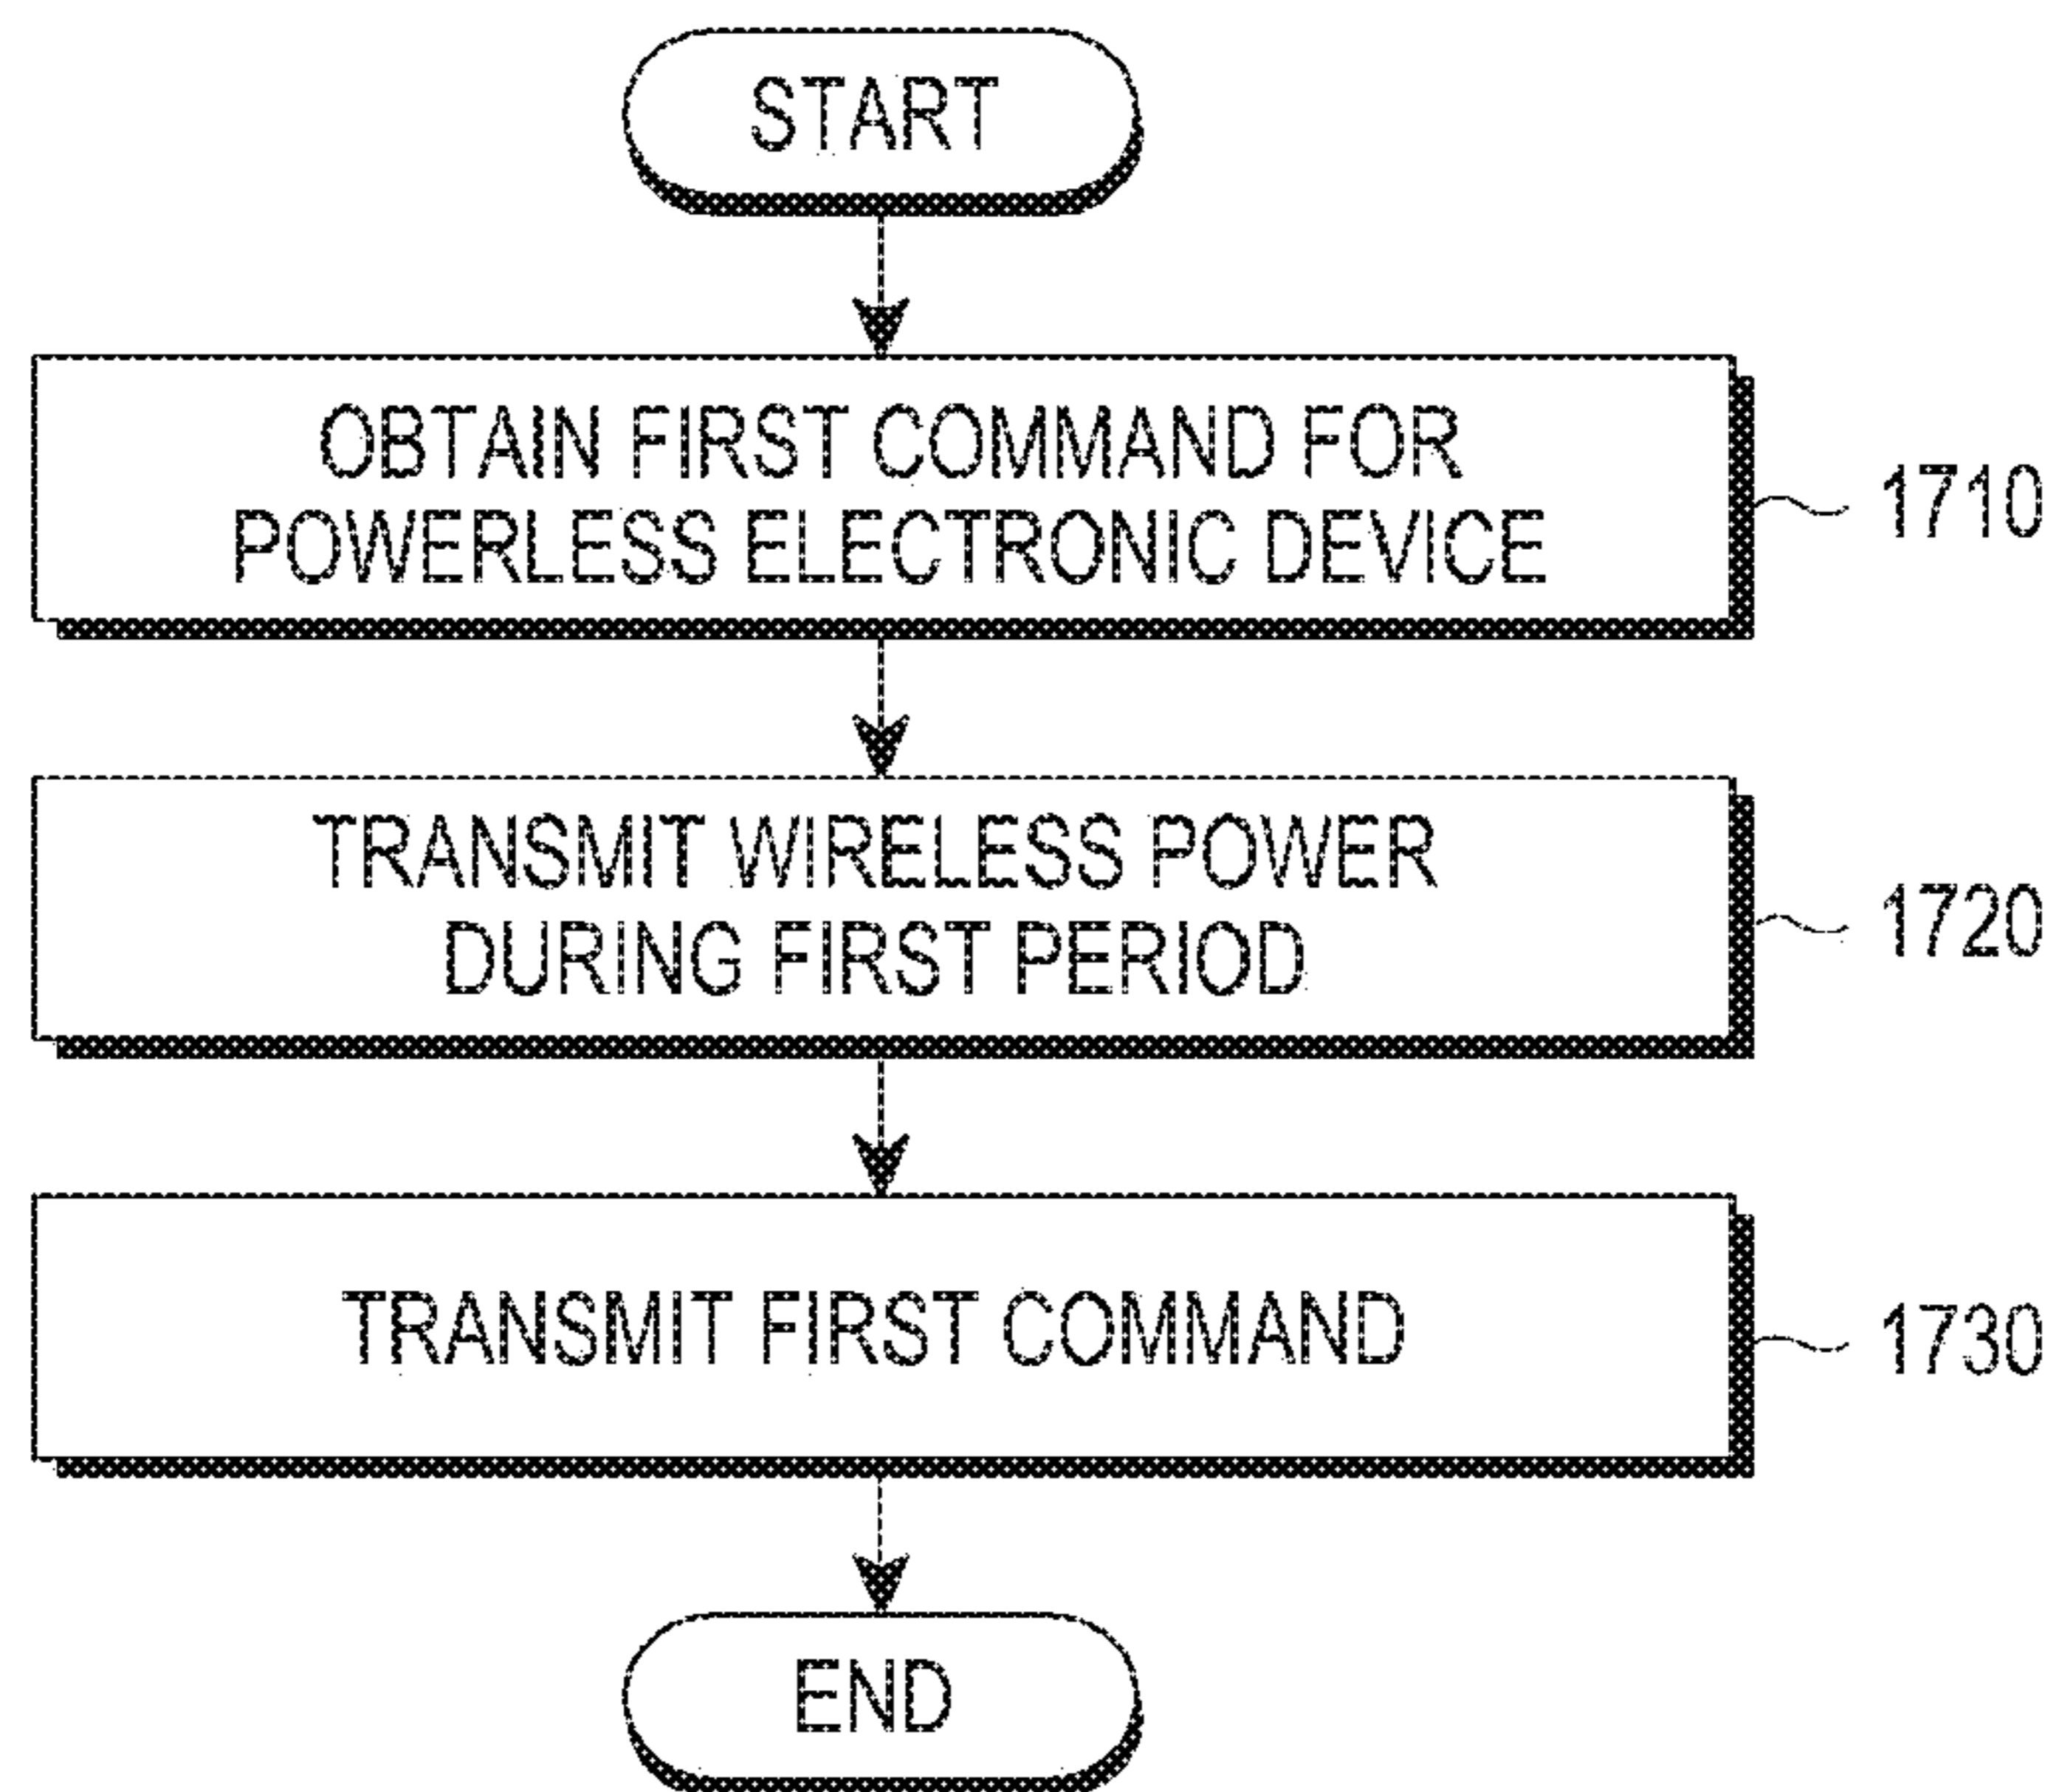 START
OBTAIN FIRST COMMAND FOR
POWERLESS ELECTRONIC DEVICE
1710
TRANSMIT WIRELESS POWER
DURING FIRST PERIOD
1720
TRANSMIT FIRST COMMAND
1730
END